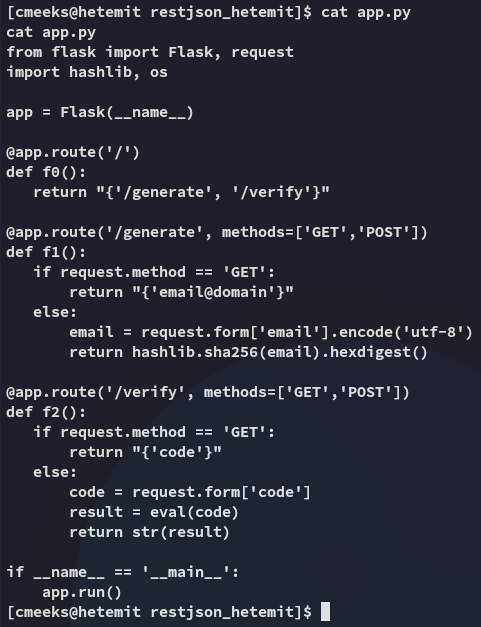 [cmeeks@hetemit restjson_hetemit]$ cat app.py
cat app.py
from flask import Flask, request
import hashlib, os

app = Flask(__name__)

@app.route('/')
def f0():
   return "{'/generate', '/verify'}"

@app.route('/generate', methods=['GET','POST'])
def f1():
   if request.method == 'GET':
       return "{'email@domain'}"
   else:
       email = request.form['email'].encode('utf-8')
       return hashlib.sha256(email).hexdigest()

@app.route('/verify', methods=['GET','POST'])
def f2():
   if request.method == 'GET':
       return "{'code'}"
   else:
       code = request.form['code']
       result = eval(code)
       return str(result)

if __name__ == '__main__':
    app.run()
[cmeeks@hetemit restjson_hetemit]$